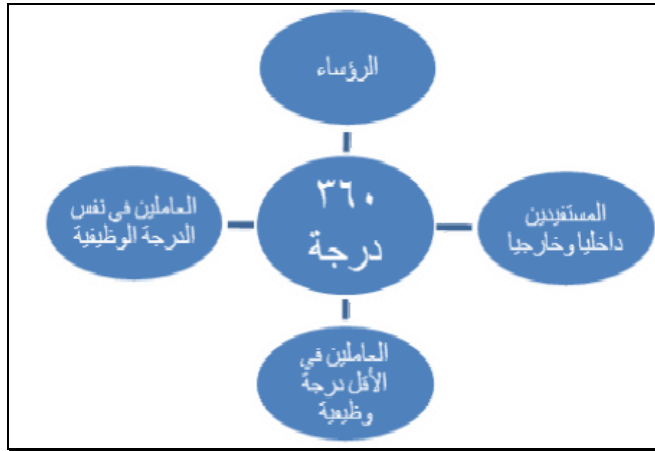 الرؤساء
٣٦٠
درجة
المستفيدين
داخليا وخارجيا
العاملين فى نفس
الدرجة الوظيفية
العاملين في
الأقل درجة
وظيفية